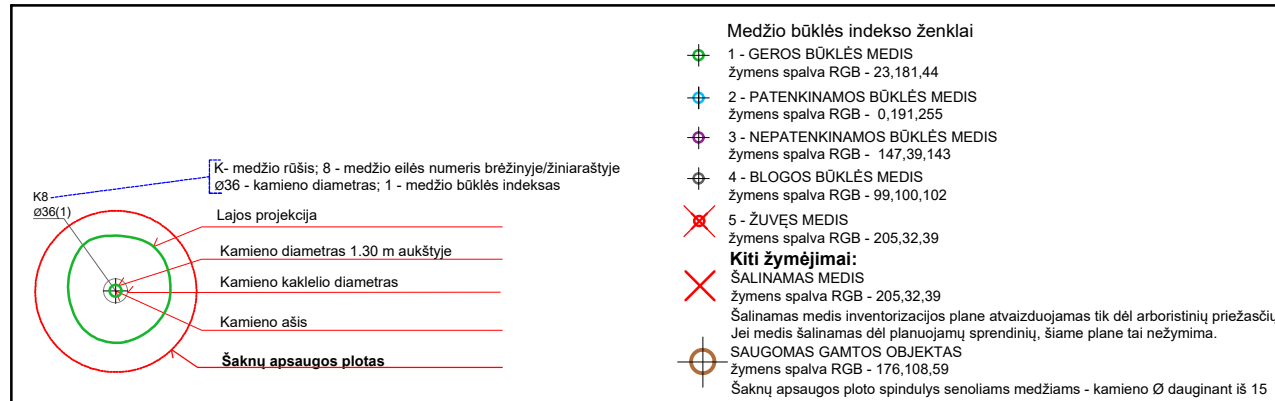 K- medžio rūšis; 8 - medžio eilės numeris brėžinyje/žiniaraštyje
Ø36 - kamieno diametras; 1 - medžio būklės indeksas
K8
Ø36(1)
Lajos projekcija
Kamieno diametras 1.30 m aukštyje
Kamieno kaklelio diametras
Kamieno ašis
Šaknų apsaugos plotas
Medžio būklės indekso ženklai
1 - GEROS BŪKLĖS MEDIS
žymens spalva RGB - 23,181,44
2 - PATENKINAMOS BŪKLĖS MEDIS
žymens spalva RGB - 0,191,255
3 - NEPATENKINAMOS BŪKLĖS MEDIS
žymens spalva RGB - 147,39,143
4 - BLOGOS BŪKLĖS MEDIS
žymens spalva RGB - 99,100,102
5 - ŽUVĘS MEDIS
žymens spalva RGB - 205,32,39
Kiti žymėjimai:
ŠALINAMAS MEDIS
žymens spalva RGB - 205,32,39
Šalinamas medis inventorizacijos plane atvaizduojamas tik dėl arboristinių priežasčių
Jei medis šalinamas dėl planuojamų sprendinių, šiame plane tai nežymima.
SAUGOMAS GAMTOS OBJEKTAS
žymens spalva RGB - 176,108,59
Šaknų apsaugos ploto spindulys senoliams medžiams - kamieno Ø dauginant iš 15